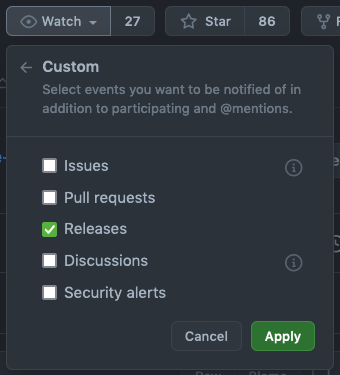 Watch 27 Star 86
Custom
Select events you want to be notified of in
addition to participating and @mentions.
Issues
Pull requests
Releases
Discussions
Security alerts
Cancel Apply